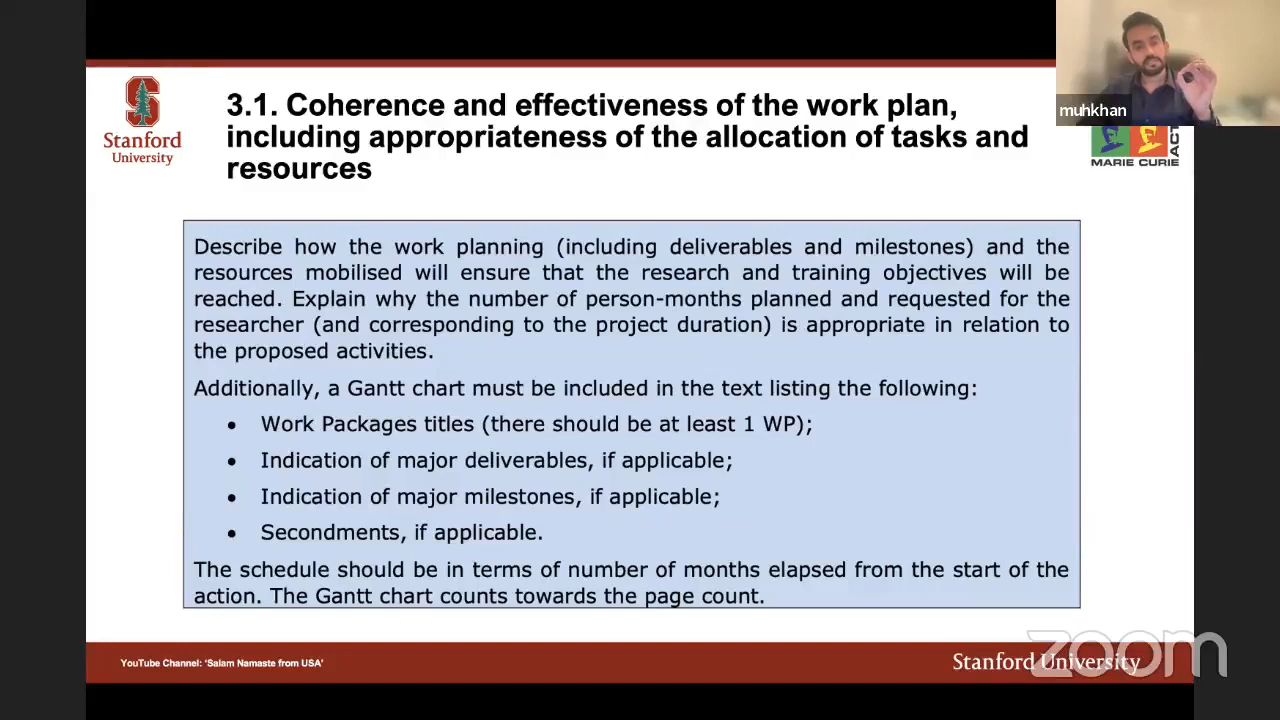 muhkhan
Stanford
University
3.1. Coherence and effectiveness of the work plan,
including appropriateness of the allocation of tasks and
resources
ACT
MARIE CURIE
Describe how the work planning (including deliverables and milestones) and the
resources mobilised will ensure that the research and training objectives will be
reached. Explain why the number of person-months planned and requested for the
researcher (and corresponding to the project duration) is appropriate in relation to
the proposed activities.
Additionally, a Gantt chart must be included in the text listing the following:
• Work Packages titles (there should be at least 1 WP);
• Indication of major deliverables, if applicable;
• Indication of major milestones, if applicable;
• Secondments, if applicable.
The schedule should be in terms of number of months elapsed from the start of the
action. The Gantt chart counts towards the page count.
YouTube Channel: 'Salam Namaste from USA'
Stanford University
zoom